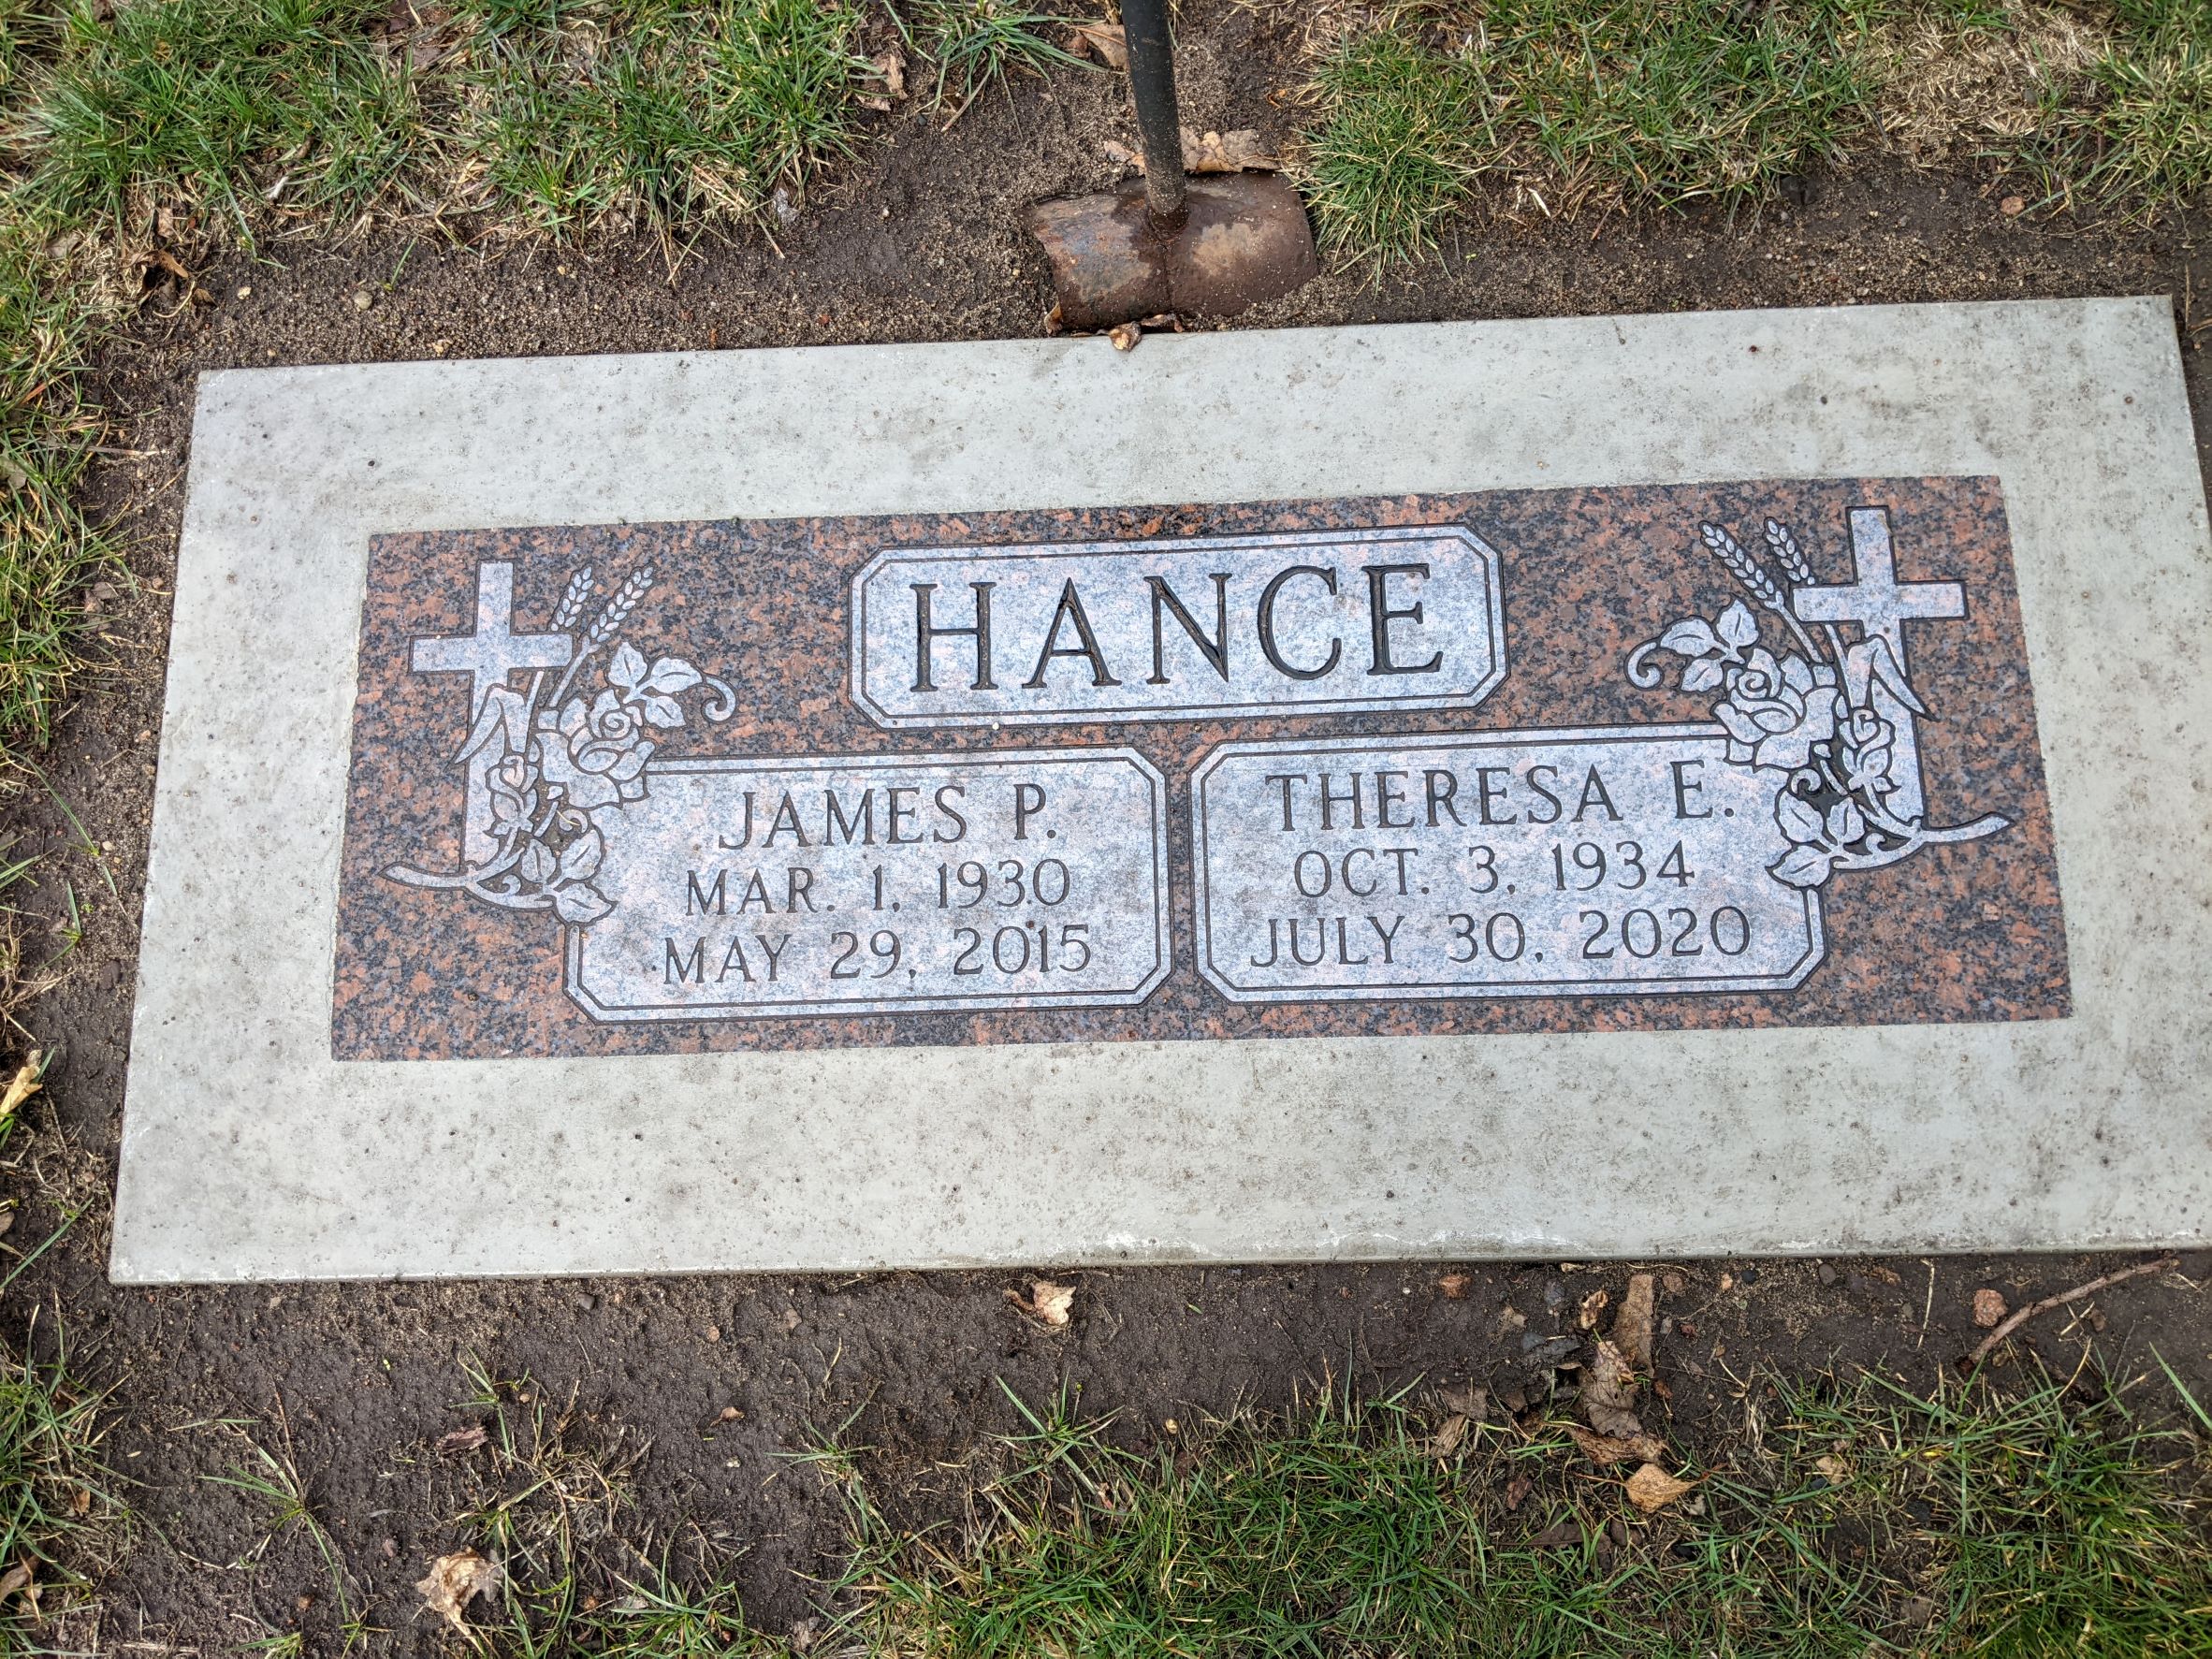 HANCE
JAMES P.
MAR. 1, 1930
MAY 29, 2015
THERESA E.
OCT. 3, 1934
JULY 30, 2020